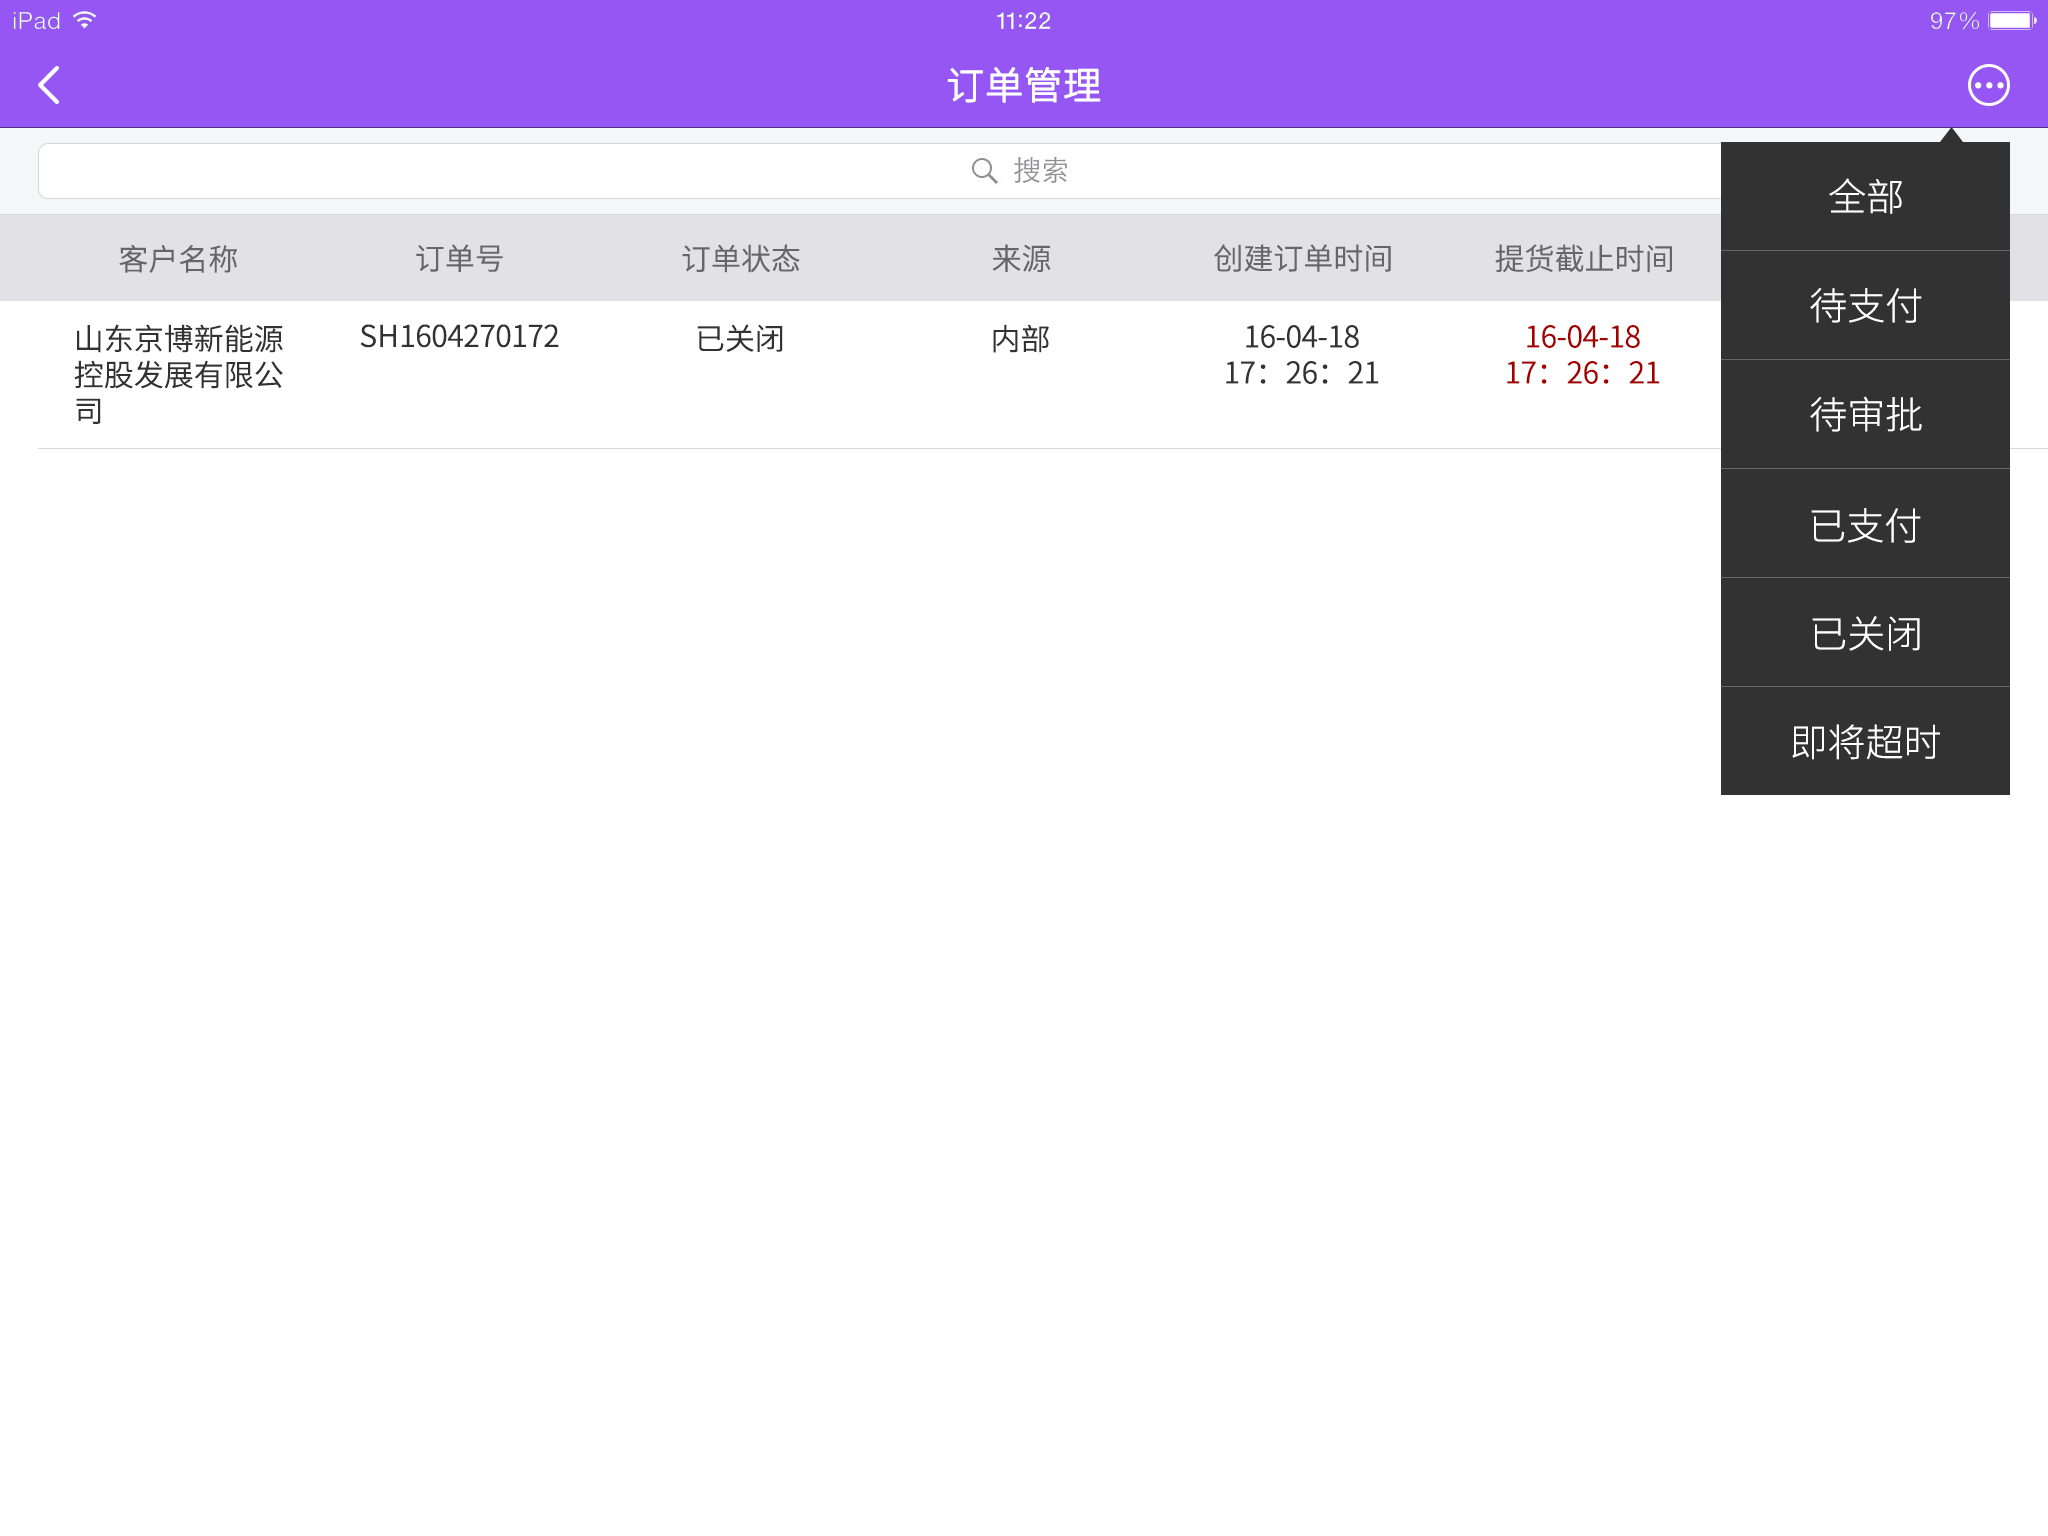 iPad 11:22 97%
订单管理
搜索
客户名称 订单号 订单状态 来源 创建订单时间 提货截止时间
山东京博新能源 SH1604270172 已关闭 内部 16-04-18 16-04-18
控股发展有限公 17：26：21 17：26：21
司
全部
待支付
待审批
已支付
已关闭
即将超时